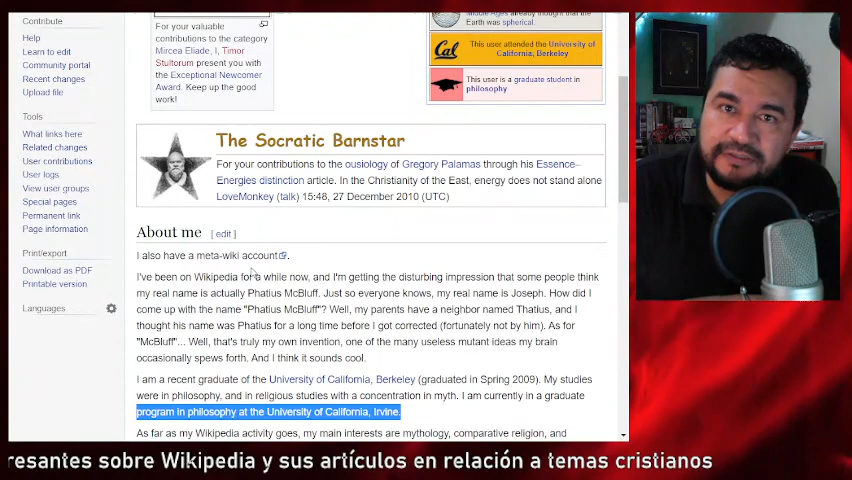 Contribute
Help
Learn to edit
Community portal
Recent changes
Upload file
Tools
What links here
Related changes
User contributions
User logs
View user groups
Special pages
Permanent link
Page information
Print/export
Download as PDF
Printable version
Languages
For your valuable
contributions to the category
Mircea Eliade, I, Timor
Stultorum present you with
the Exceptional Newcomer
Award. Keep up the good
work!
Middle Ages already thought that the
Earth was spherical.
Cal
This user attended the University of
California, Berkeley
This user is a graduate student in
philosophy
The Socratic Barnstar
For your contributions to the ousiology of Gregory Palamas through his Essence–
Energies distinction article. In the Christianity of the East, energy does not stand alone
LoveMonkey (talk) 15:48, 27 December 2010 (UTC)
About me [ edit ]
I also have a meta-wiki account.
I've been on Wikipedia for a while now, and I'm getting the disturbing impression that some people think
my real name is actually Phatius McBluff. Just so everyone knows, my real name is Joseph. How did I
come up with the name "Phatius McBluff"? Well, my parents have a neighbor named Thatius, and I
thought his name was Phatius for a long time before I got corrected (fortunately not by him). As for
"McBluff"... Well, that's truly my own invention, one of the many useless mutant ideas my brain
occasionally spews forth. And I think it sounds cool.
I am a recent graduate of the University of California, Berkeley (graduated in Spring 2009). My studies
were in philosophy, and in religious studies with a concentration in myth. I am currently in a graduate
program in philosophy at the University of California, Irvine.
As far as my Wikipedia activity goes, my main interests are mythology, comparative religion, and
resantes sobre Wikipedia y sus artículos en relación a temas cristianos